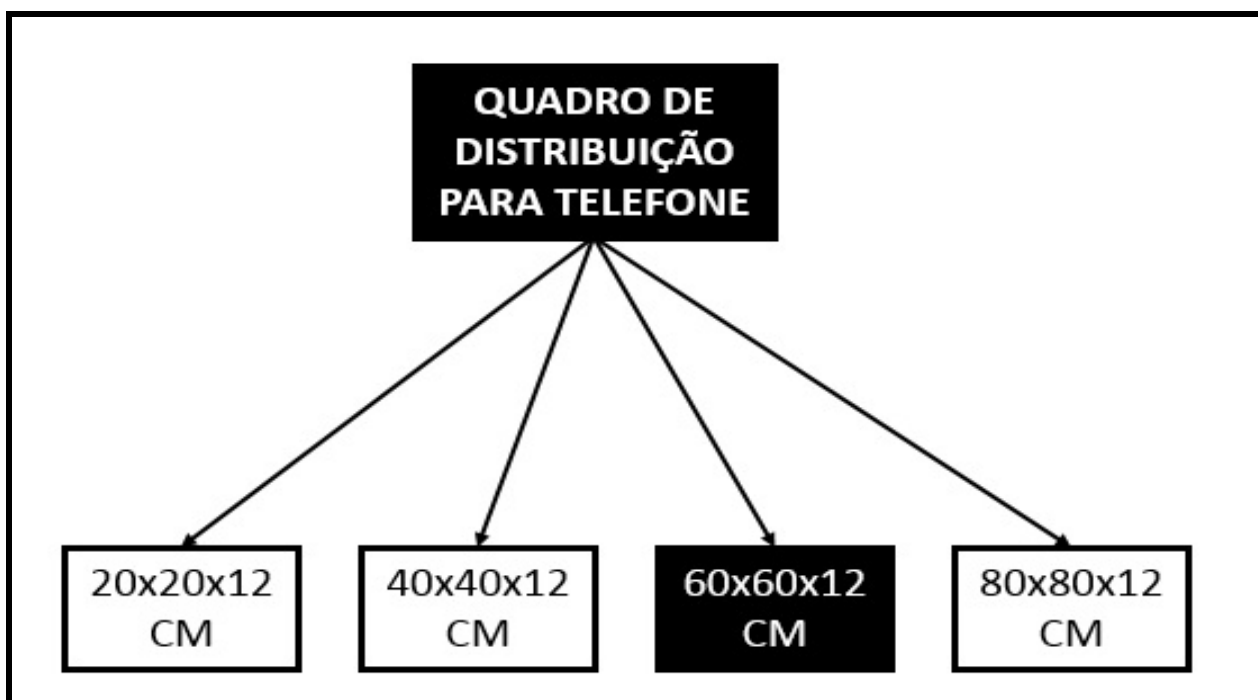 QUADRO DE
DISTRIBUIÇÃO
PARA TELEFONE
20x20x12
CM
40x40x12
CM
60x60x12
CM
80x80x12
CM